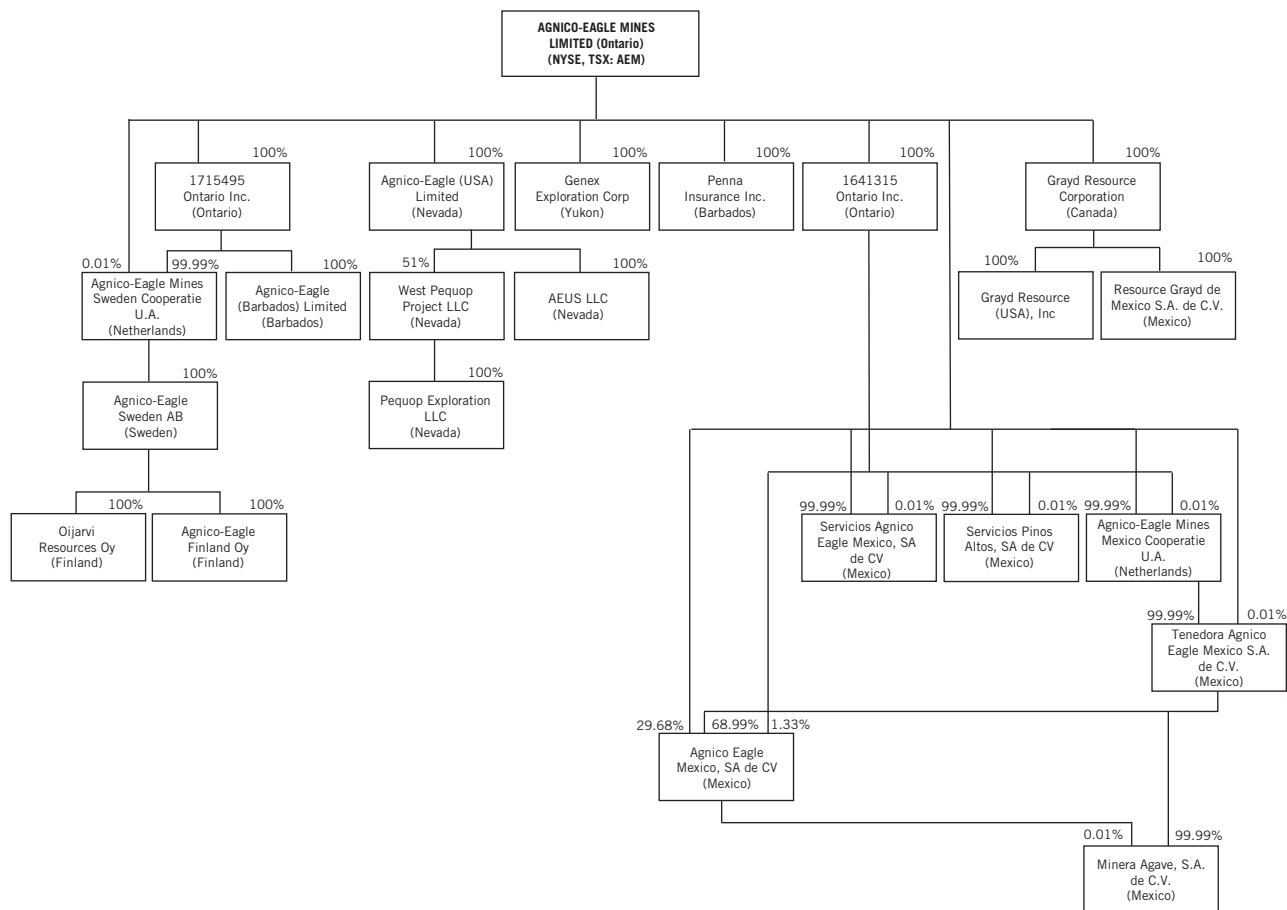 AGNICO-EAGLE MINES
LIMITED (Ontario)
(NYSE, TSX: AEM)
100%
1715495
Ontario Inc.
(Ontario)
100%
Agnico-Eagle (USA)
Limited
(Nevada)
100%
Genex
Exploration Corp
(Yukon)
100%
Penna
Insurance Inc.
(Barbados)
100%
1641315
Ontario Inc.
(Ontario)
100%
Grayd Resource
Corporation
(Canada)
0.01%
99.99%
Agnico-Eagle Mines
Sweden Cooperatie
U.A.
(Netherlands)
100%
Agnico-Eagle
(Barbados) Limited
(Barbados)
51%
West Pequop
Project LLC
(Nevada)
100%
AEUS LLC
(Nevada)
100%
Grayd Resource
(USA), Inc
100%
Resource Grayd de
Mexico S.A. de C.V.
(Mexico)
100%
Agnico-Eagle
Sweden AB
(Sweden)
100%
Pequop Exploration
LLC
(Nevada)
100%
Oijarvi
Resources Oy
(Finland)
100%
Agnico-Eagle
Finland Oy
(Finland)
99.99%
0.01%
Servicios Agnico
Eagle Mexico, SA
de CV
(Mexico)
99.99%
0.01%
Servicios Pinos
Altos, SA de CV
(Mexico)
99.99%
0.01%
Agnico-Eagle Mines
Mexico Cooperatie
U.A.
(Netherlands)
99.99%
0.01%
Tenedora Agnico
Eagle Mexico S.A.
de C.V.
(Mexico)
29.68%
68.99%
1.33%
Agnico Eagle
Mexico, SA de CV
(Mexico)
0.01%
99.99%
Minera Agave, S.A.
de C.V.
(Mexico)